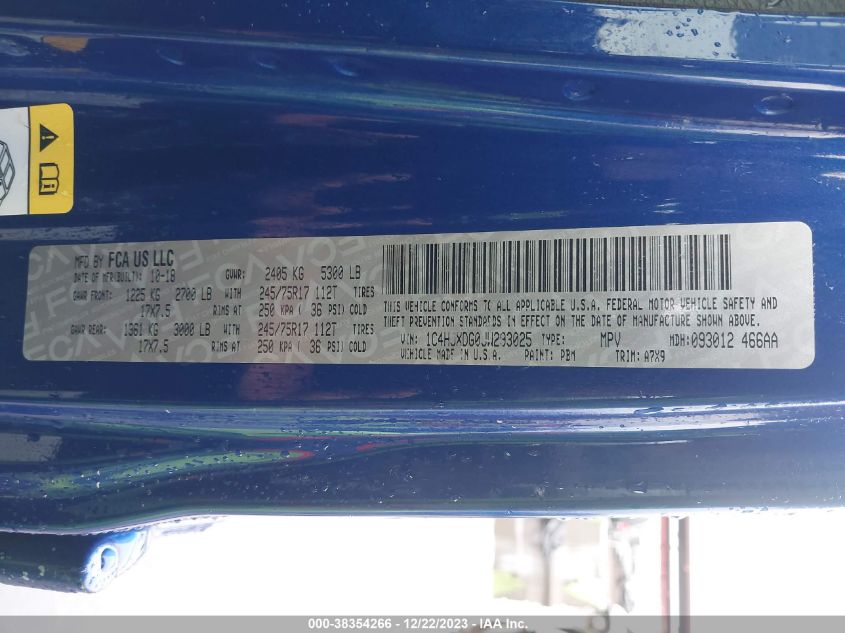 MFD BY FCA US LLC
DATE OF MFR(BUILT): 10-18 GVWR: 2405 KG 5300 LB
GAWR FRONT: 1225 KG 2700 LB WITH 245/75R17 112T TIRES
17X7.5 RIMS AT 250 KPA ( 36 PSI) COLD
GAWR REAR: 1361 KG 3000 LB WITH 245/75R17 112T TIRES
17X7.5 RIMS AT 250 KPA ( 36 PSI) COLD
THIS VEHICLE CONFORMS TO ALL APPLICABLE U.S.A. FEDERAL MOTOR VEHICLE SAFETY AND
THEFT PREVENTION STANDARDS IN EFFECT ON THE DATE OF MANUFACTURE SHOWN ABOVE.
VIN: 1C4HJXDG0JW293025 TYPE: MPV MDH:093012 466AA
VEHICLE MADE IN U.S.A. PAINT: PBM TRIM: A7X9
000-38354266 - 12/22/2023 - IAA Inc.